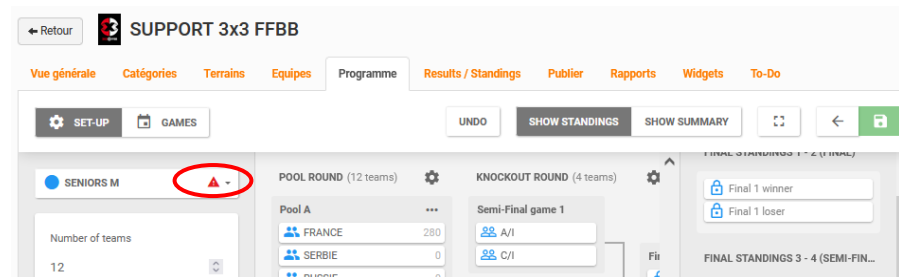 Retour
SUPPORT 3x3 FFBB
Vue générale Catégories Terrains Equipes Programme Results / Standings Publier Rapports Widgets To-Do
SET-UP GAMES UNDO SHOW STANDINGS SHOW SUMMARY
FINAL STANDINGS 1 - 2 (FINAL)
SENIORS M POOL ROUND (12 teams) KNOCKOUT ROUND (4 teams)
Final 1 winner
Pool A ••• Semi-Final game 1
Final 1 loser
FRANCE 280 A/I
Number of teams
SERBIE 0 C/I Fir FINAL STANDINGS 3 - 4 (SEMI-FIN...
12
RUSSIE